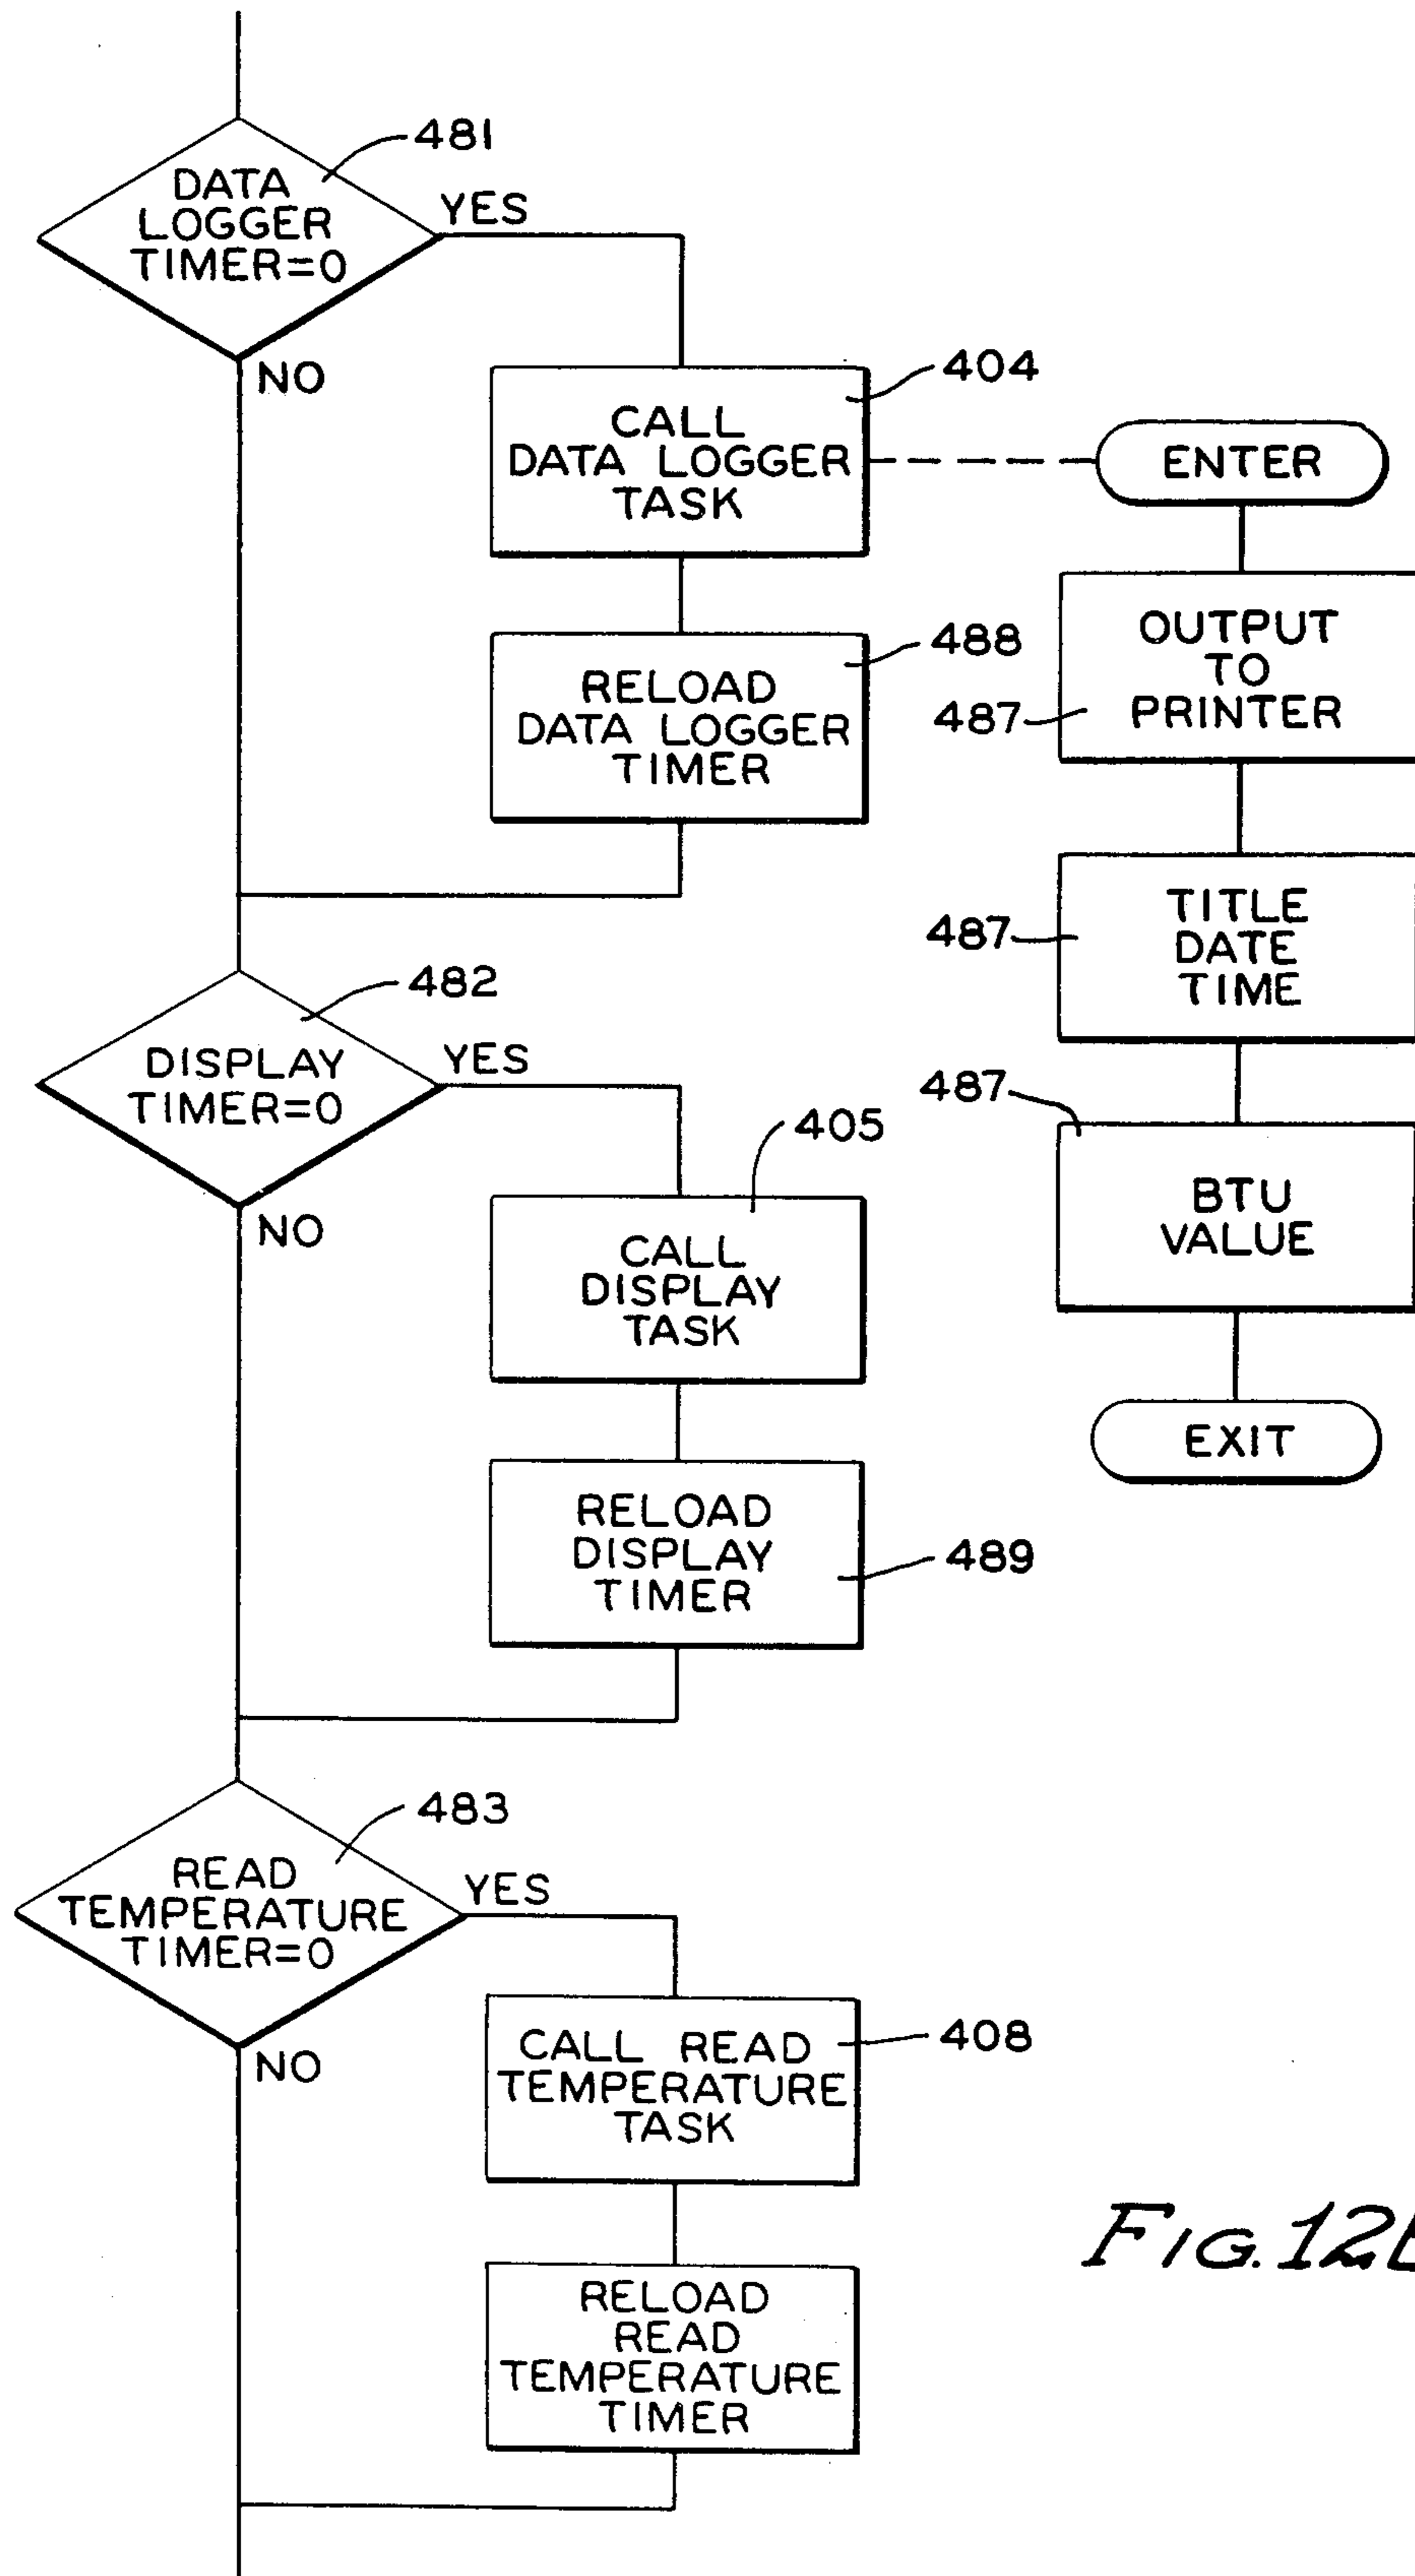 481
DATA
LOGGER
TIMER=0
YES
NO
404
CALL
DATA LOGGER
TASK
ENTER
488
RELOAD
DATA LOGGER
TIMER
OUTPUT
TO
PRINTER
487
487
TITLE
DATE
TIME
482
DISPLAY
TIMER=0
YES
NO
487
BTU
VALUE
405
CALL
DISPLAY
TASK
EXIT
RELOAD
DISPLAY
TIMER
489
483
READ
TEMPERATURE
TIMER=0
YES
NO
CALL READ
TEMPERATURE
TASK
408
RELOAD
READ
TEMPERATURE
TIMER
FIG. 12